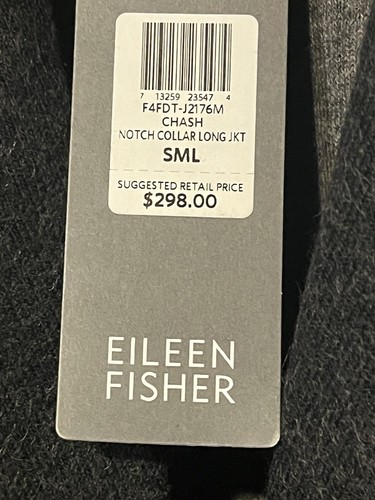 7 13259 23547 4
F4FDT-J2176M
CHASH
NOTCH COLLAR LONG JKT
SML
SUGGESTED RETAIL PRICE
$298.00
EILEEN
FISHER